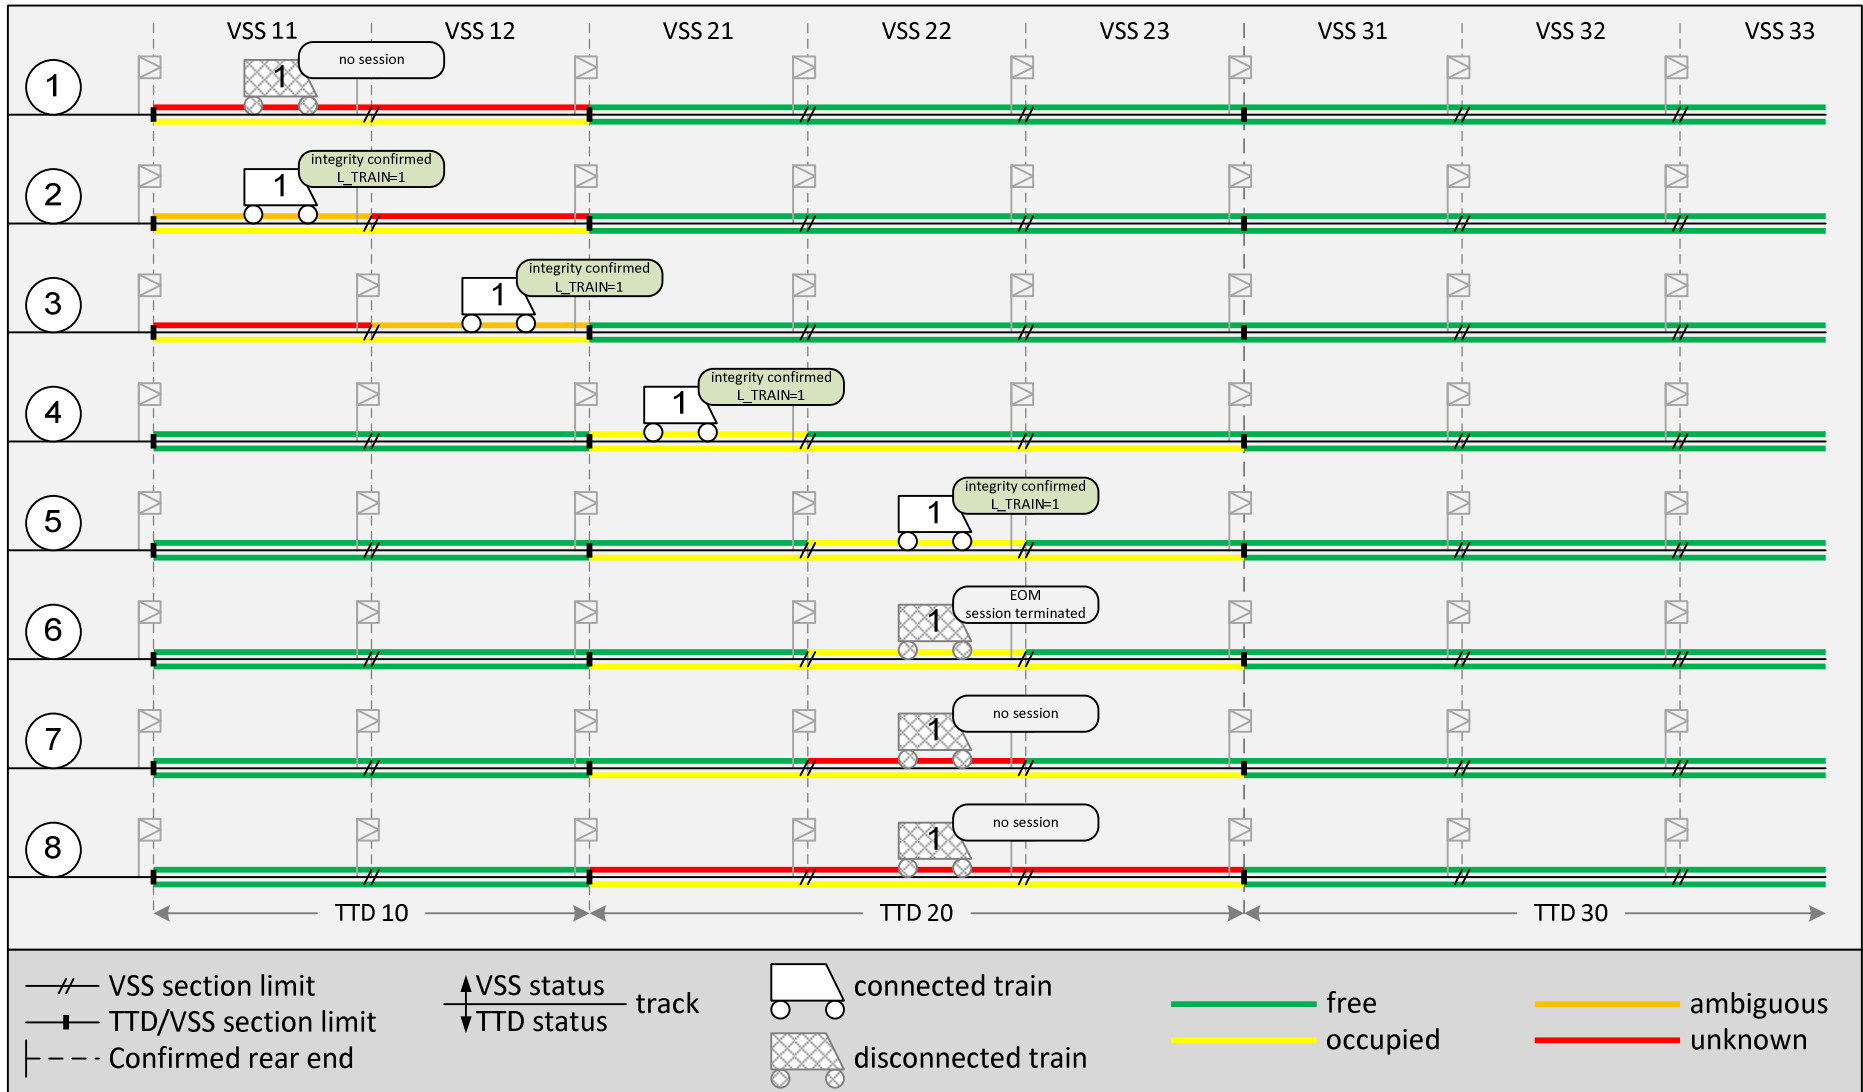 VSS 11 VSS 12 VSS 21 VSS 22 VSS 23 VSS 31 VSS 32 VSS 33
1
1
no session
2
1
integrity confirmed
L_TRAIN=1
3
1
integrity confirmed
L_TRAIN=1
4
1
integrity confirmed
L_TRAIN=1
5
1
integrity confirmed
L_TRAIN=1
6
1
EOM
session terminated
7
1
no session
8
1
no session
TTD 10 TTD 20 TTD 30
VSS section limit
TTD/VSS section limit
Confirmed rear end
VSS status
TTD status
track
connected train
disconnected train
free
occupied
ambiguous
unknown